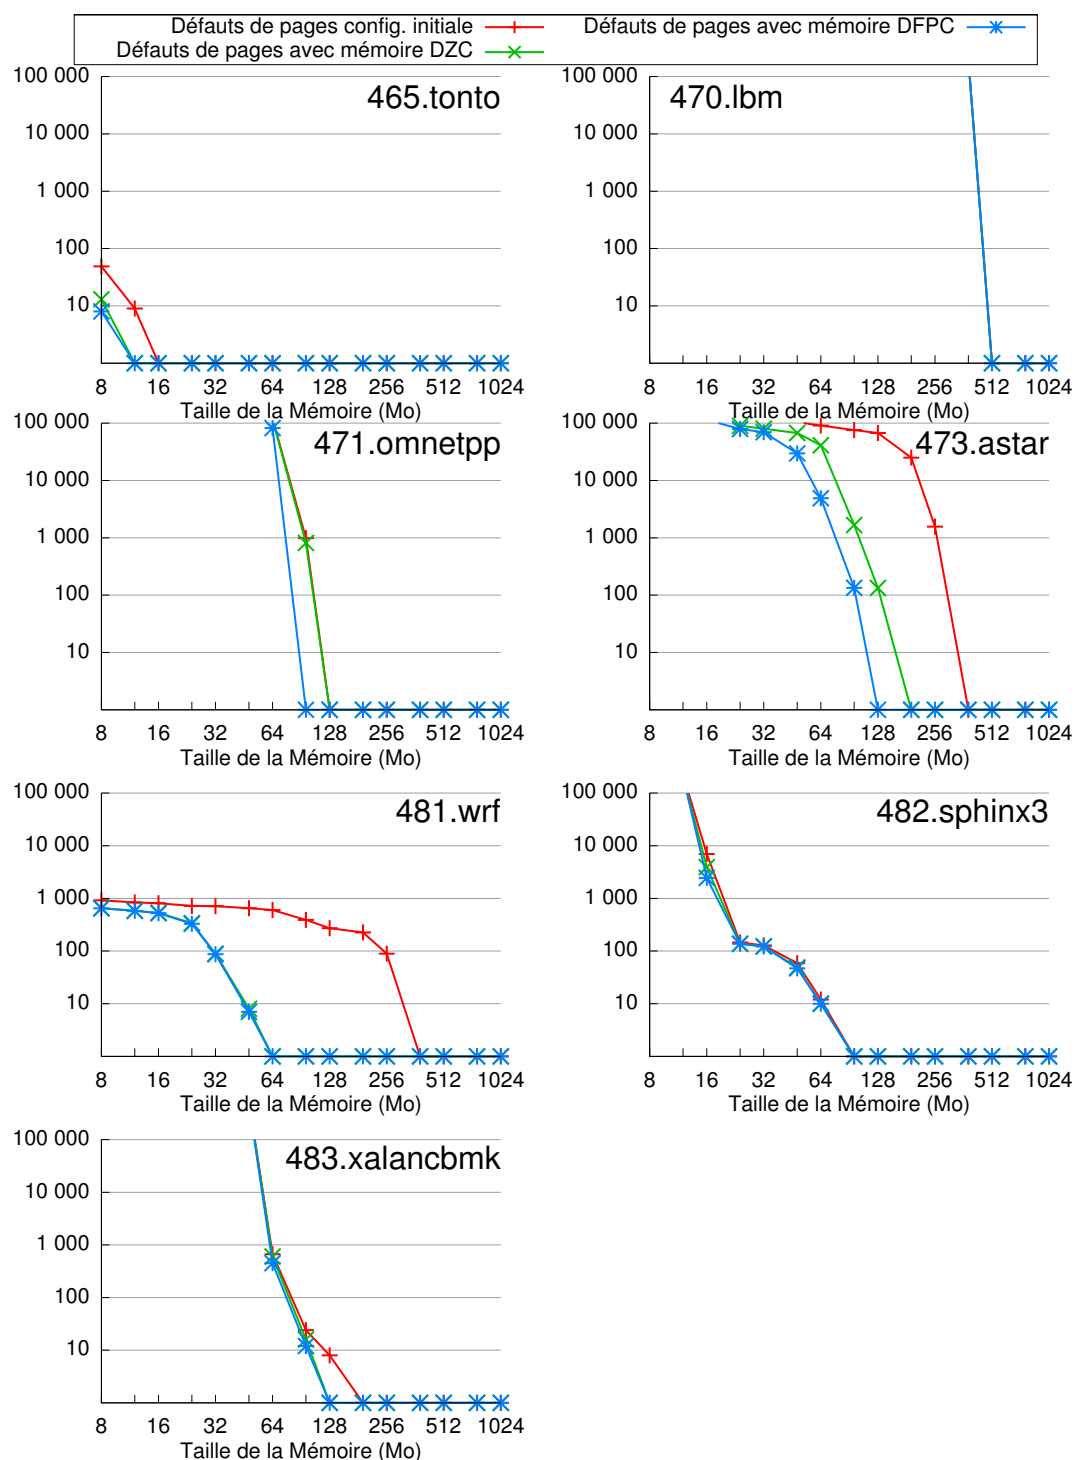 Défauts de pages config. initiale
Défauts de pages avec mémoire DZC
Défauts de pages avec mémoire DFPC
465.tonto
100 000
10 000
1 000
100
10
8 16 32 64 128 256 512 1024
Taille de la Mémoire (Mo)
470.lbm
100 000
10 000
1 000
100
10
8 16 32 64 128 256 512 1024
Taille de la Mémoire (Mo)
471.omnetpp
100 000
10 000
1 000
100
10
8 16 32 64 128 256 512 1024
Taille de la Mémoire (Mo)
473.astar
100 000
10 000
1 000
100
10
8 16 32 64 128 256 512 1024
Taille de la Mémoire (Mo)
481.wrf
100 000
10 000
1 000
100
10
8 16 32 64 128 256 512 1024
Taille de la Mémoire (Mo)
482.sphinx3
100 000
10 000
1 000
100
10
8 16 32 64 128 256 512 1024
Taille de la Mémoire (Mo)
483.xalancbmk
100 000
10 000
1 000
100
10
8 16 32 64 128 256 512 1024
Taille de la Mémoire (Mo)